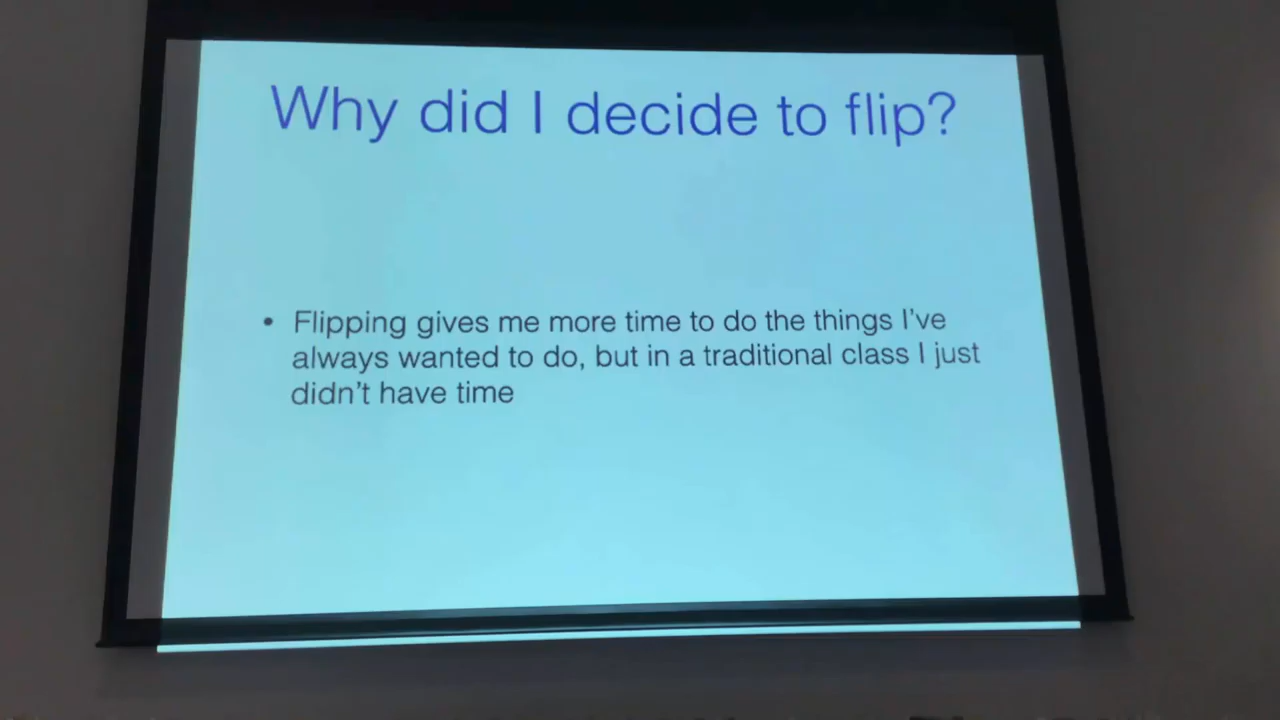 Why did I decide to flip?
• Flipping gives me more time to do the things I've
always wanted to do, but in a traditional class I just
didn't have time